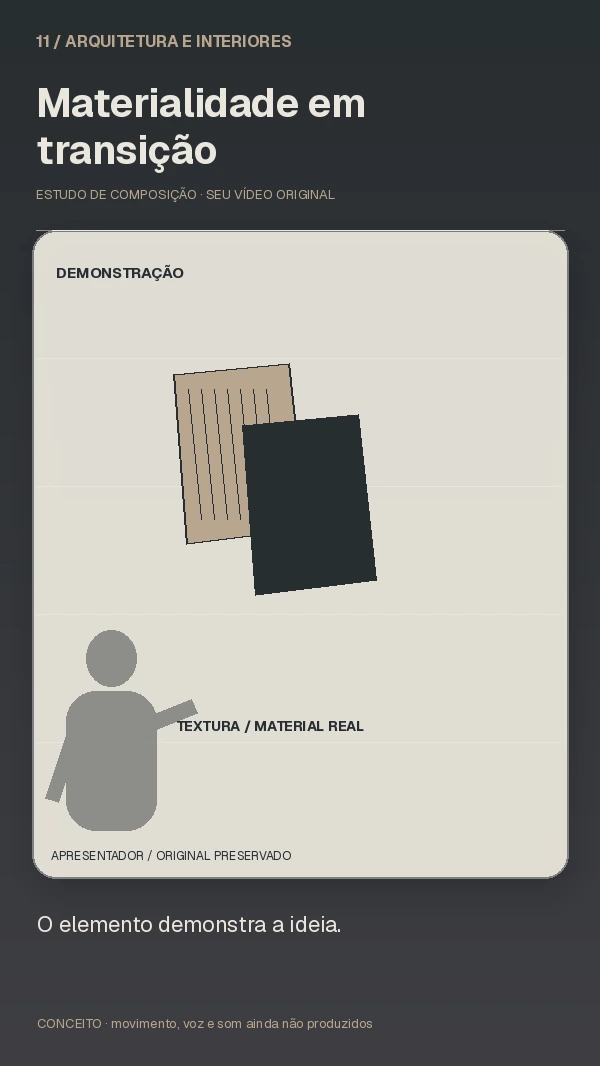 11 / ARQUITETURA E INTERIORES
Materialidade em
transição
ESTUDO DE COMPOSIÇÃO · SEU VÍDEO ORIGINAL
DEMONSTRAÇÃO
TEXTURA / MATERIAL REAL
APRESENTADOR / ORIGINAL PRESERVADO
O elemento demonstra a ideia.
CONCEITO · movimento, voz e som ainda não produzidos